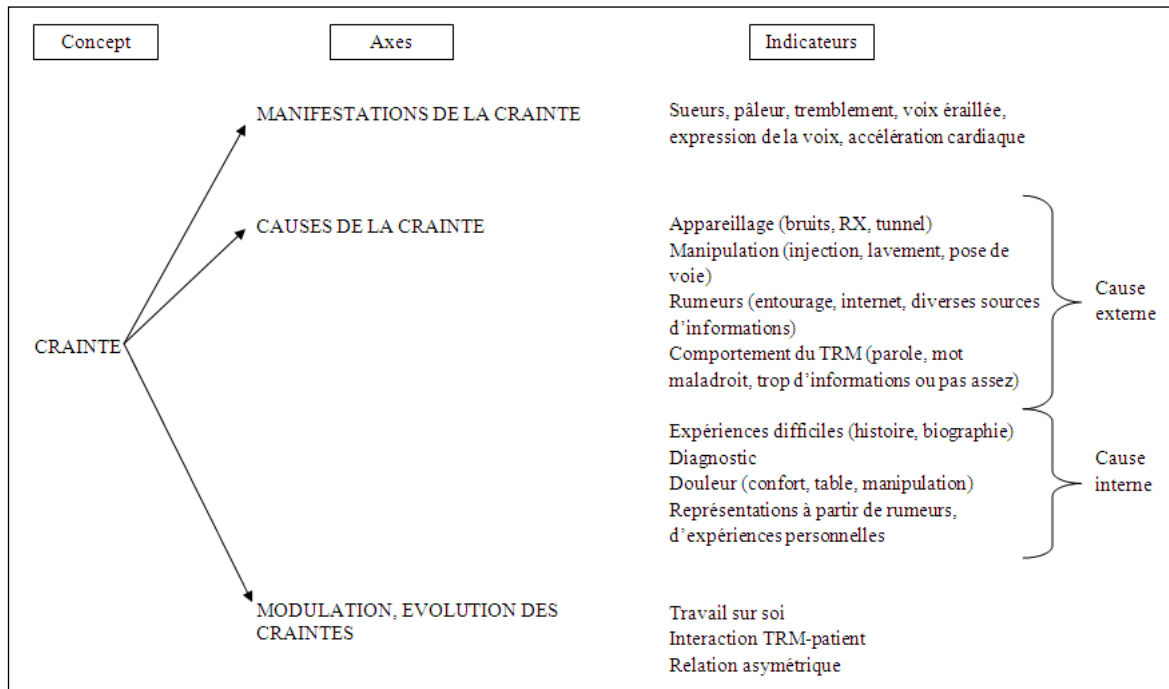 Concept
Axes
Indicateurs
MANIFESTATIONS DE LA CRAINTE
Sueurs, pâleur, tremblement, voix éraillée,
expression de la voix, accélération cardiaque
CAUSES DE LA CRAINTE
Appareillage (bruits, RX, tunnel)
Manipulation (injection, lavement, pose de
voie)
Rumeurs (entourage, internet, diverses sources
d’informations)
Comportement du TRM (parole, mot
maladroit, trop d’informations ou pas assez)
Cause
externe
CRAINTE
Expériences difficiles (histoire, biographie)
Diagnostic
Douleur (confort, table, manipulation)
Représentations à partir de rumeurs,
d’expériences personnelles
Cause
interne
MODULATION, EVOLUTION DES
CRAINTES
Travail sur soi
Interaction TRM-patient
Relation asymétrique